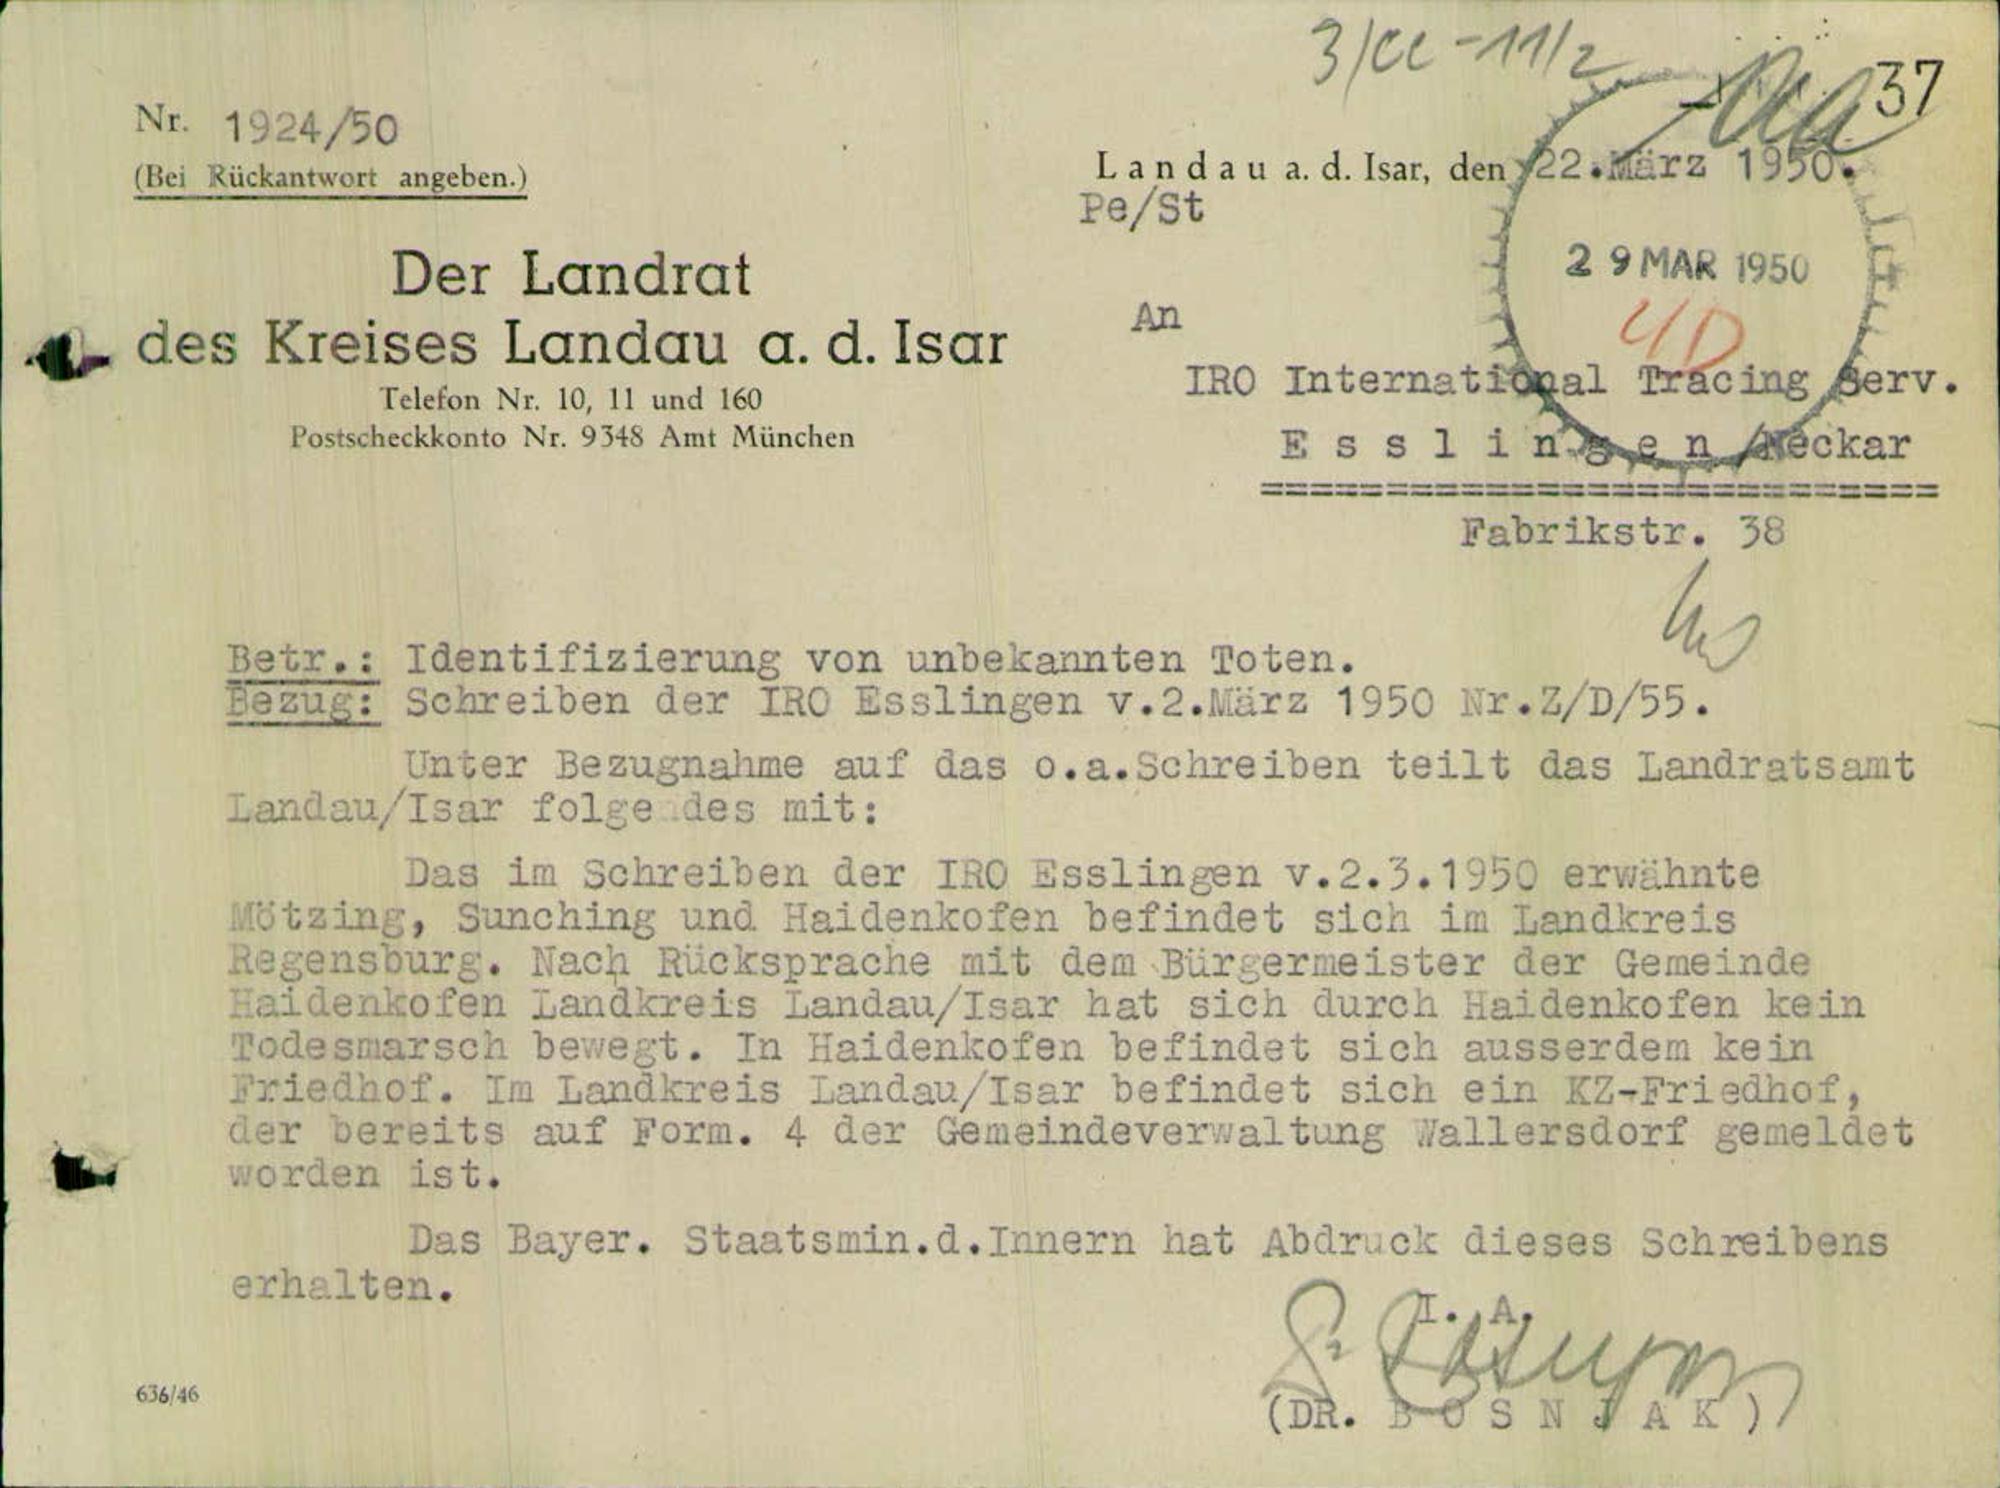 3/CC-11/2
37
Nr. 1924/50
(Bei Rückantwort angeben.)
Landau a. d. Isar, den 22.März 1950.
Pe/St
Der Landrat
des Kreises Landau a. d. Isar
Telefon Nr. 10, 11 und 160
Postscheckkonto Nr. 9348 Amt München
29 MAR 1950
4D
An
IRO International Tracing Serv.
Esslingen/Neckar
===========================
Fabrikstr. 38
Betr.: Identifizierung von unbekannten Toten.
Bezug: Schreiben der IRO Esslingen v.2.März 1950 Nr.Z/D/55.
Unter Bezugnahme auf das o.a.Schreiben teilt das Landratsamt
Landau/Isar folgendes mit:
Das im Schreiben der IRO Esslingen v.2.3.1950 erwähnte
Mötzing, Sunching und Haidenkofen befindet sich im Landkreis
Regensburg. Nach Rücksprache mit dem Bürgermeister der Gemeinde
Haidenkofen Landkreis Landau/Isar hat sich durch Haidenkofen kein
Todesmarsch bewegt. In Haidenkofen befindet sich ausserdem kein
Friedhof. Im Landkreis Landau/Isar befindet sich ein KZ-Friedhof,
der bereits auf Form. 4 der Gemeindeverwaltung Wallersdorf gemeldet
worden ist.
Das Bayer. Staatsmin.d.Innern hat Abdruck dieses Schreibens
erhalten.
I. A.
(DR. BOSNJAK)
636/46